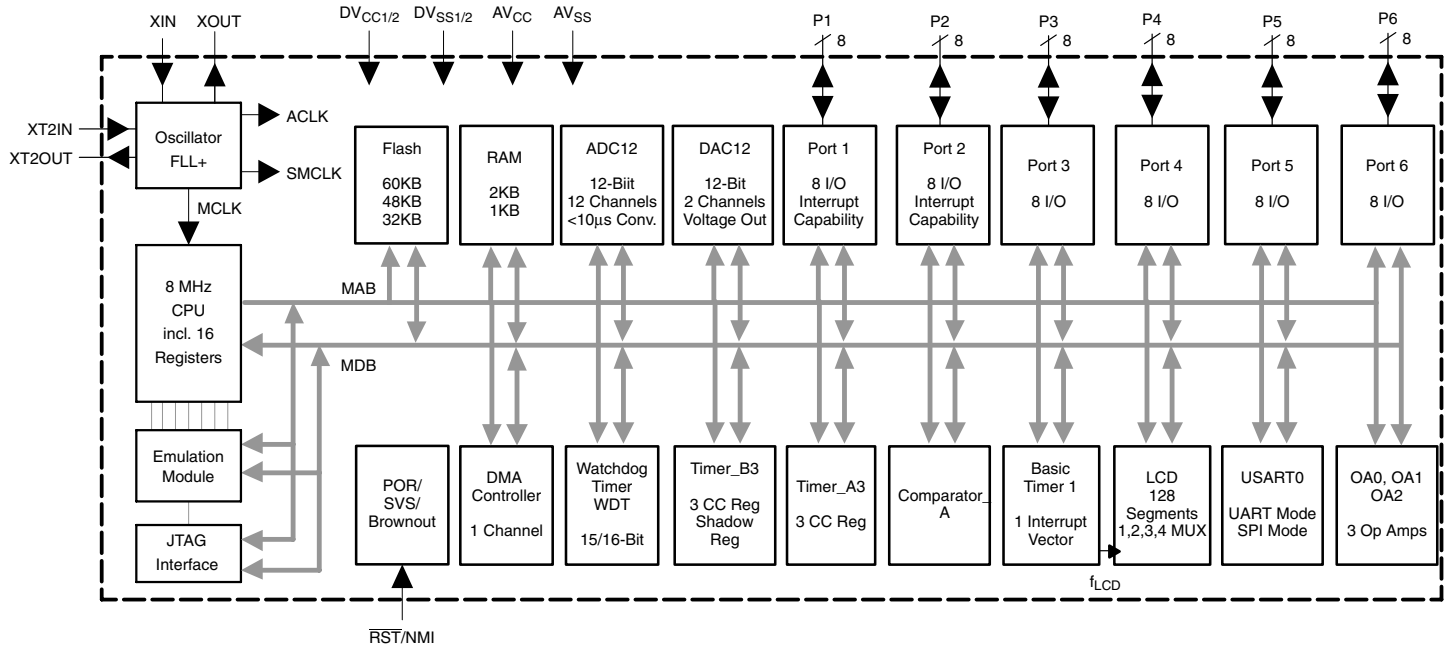 XIN
XOUT
DVCC1/2
DVSS1/2
AVCC
AVSS
P1
8
P2
8
P3
8
P4
8
P5
8
P6
8
XT2IN
XT2OUT
Oscillator
FLL+
ACLK
SMCLK
MCLK
Flash
60KB
48KB
32KB
RAM
2KB
1KB
ADC12
12-Biit
12 Channels
<10μs Conv.
DAC12
12-Bit
2 Channels
Voltage Out
Port 1
8 I/O
Interrupt
Capability
Port 2
8 I/O
Interrupt
Capability
Port 3
8 I/O
Port 4
8 I/O
Port 5
8 I/O
Port 6
8 I/O
8 MHz
CPU
incl. 16
Registers
MAB
MDB
Emulation
Module
JTAG
Interface
POR/
SVS/
Brownout
DMA
Controller
1 Channel
Watchdog
Timer
WDT
15/16-Bit
Timer_B3
3 CC Reg
Shadow
Reg
Timer_A3
3 CC Reg
Comparator_
A
Basic
Timer 1
1 Interrupt
Vector
LCD
128
Segments
1,2,3,4 MUX
USART0
UART Mode
SPI Mode
OA0, OA1
OA2
3 Op Amps
fLCD
RST/NMI